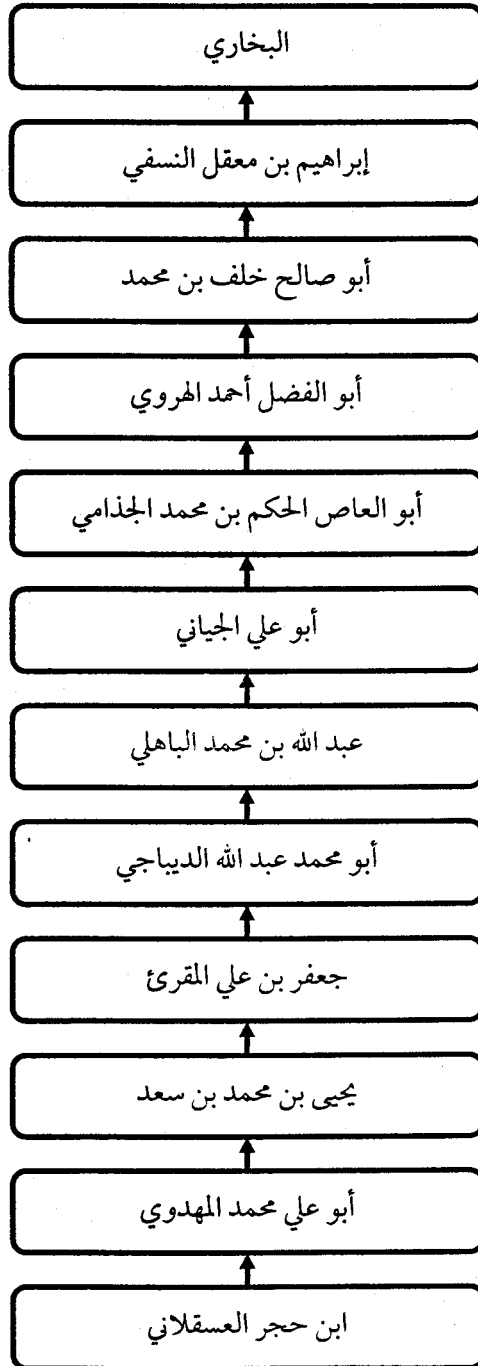 البخاري
إبراهيم بن معقل النسفي
أبو صالح خلف بن محمد
أبو الفضل أحمد الهروي
أبو العاص الحكم بن محمد الجذامي
أبو علي الجياني
عبد الله بن محمد الباهلي
أبو محمد عبد الله الديباجي
جعفر بن علي المقرئ
يحيى بن محمد بن سعد
أبو علي محمد المهدوي
ابن حجر العسقلاني